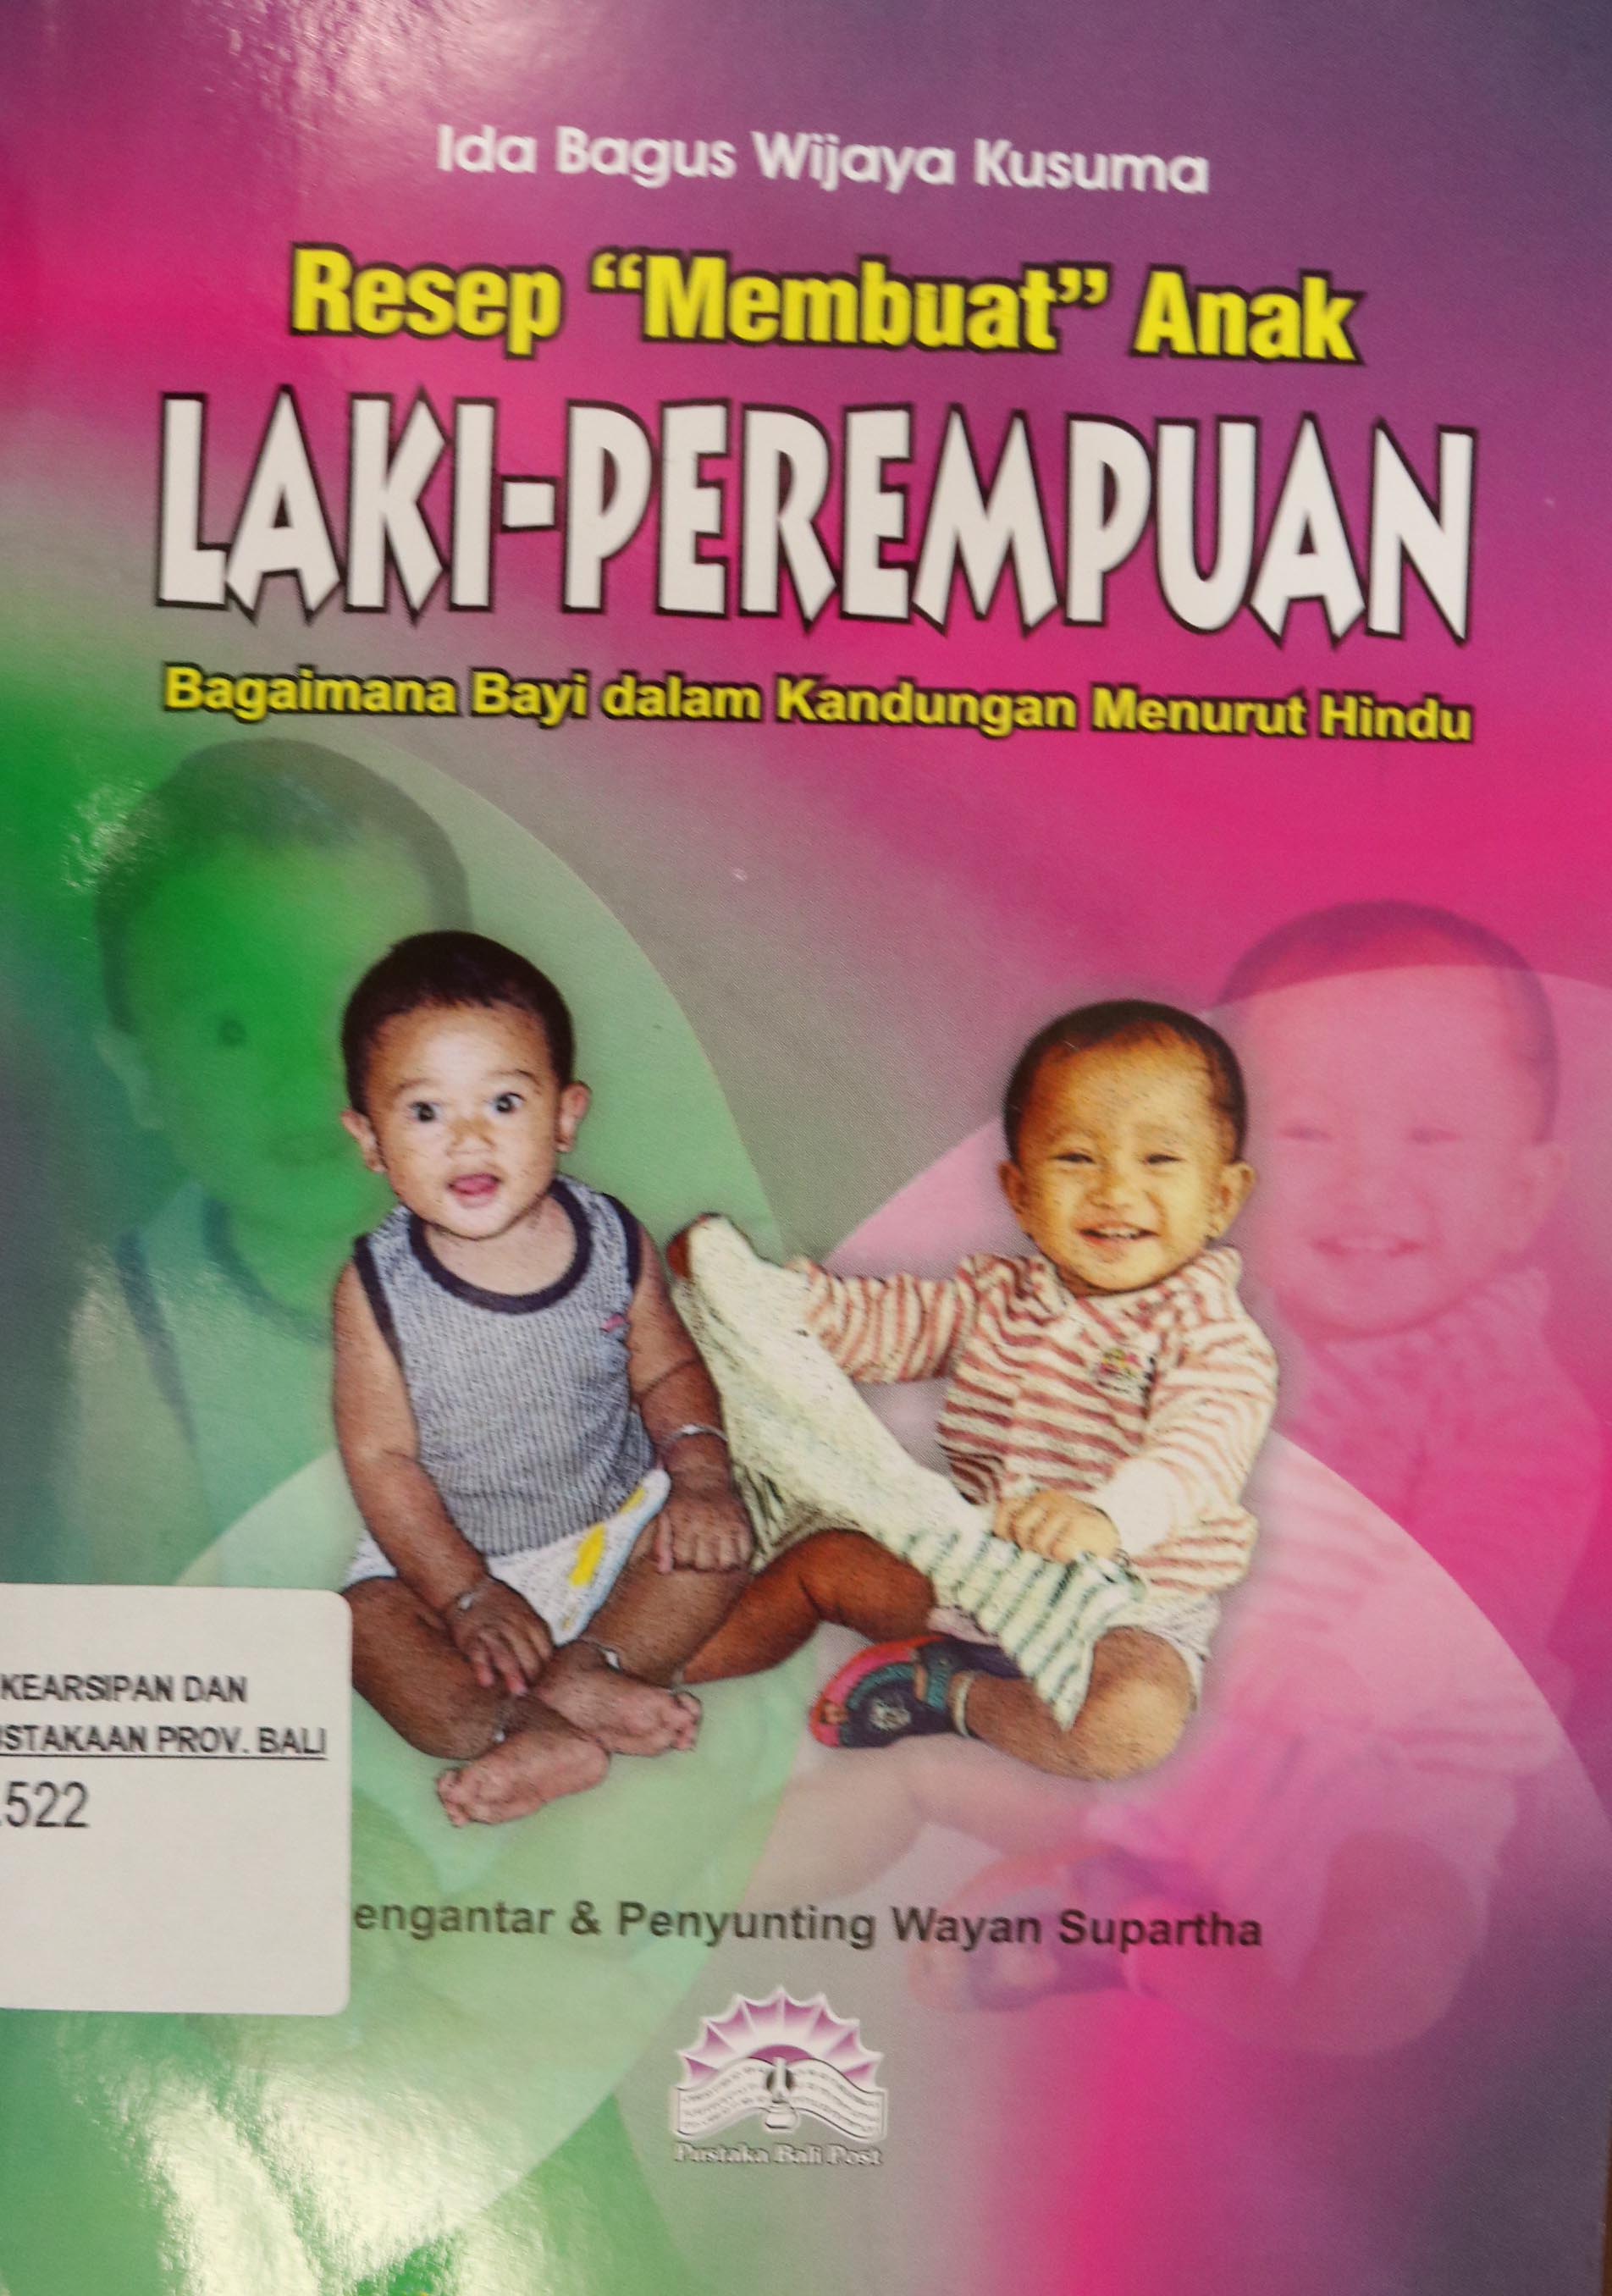 Ida Bagus Wijaya Kusuma
Resep “Membuat” Anak
LAKI-PEREMPUAN
Bagaimana Bayi dalam Kandungan Menurut Hindu
KEARSIPAN DAN
STAKAAN PROV. BALI
.522
engantar & Penyunting Wayan Supartha
Pustaka Bali Post